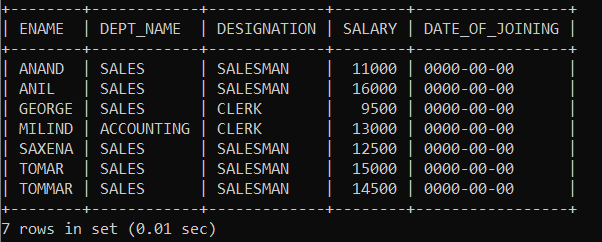 +--------+------------+-------------+--------+-----------------+
| ENAME  | DEPT_NAME  | DESIGNATION | SALARY | DATE_OF_JOINING |
+--------+------------+-------------+--------+-----------------+
| ANAND  | SALES      | SALESMAN    |  11000 | 0000-00-00      |
| ANIL   | SALES      | SALESMAN    |  16000 | 0000-00-00      |
| GEORGE | SALES      | CLERK       |   9500 | 0000-00-00      |
| MILIND | ACCOUNTING | CLERK       |  13000 | 0000-00-00      |
| SAXENA | SALES      | SALESMAN    |  12500 | 0000-00-00      |
| TOMAR  | SALES      | SALESMAN    |  15000 | 0000-00-00      |
| TOMMAR | SALES      | SALESMAN    |  14500 | 0000-00-00      |
+--------+------------+-------------+--------+-----------------+
7 rows in set (0.01 sec)